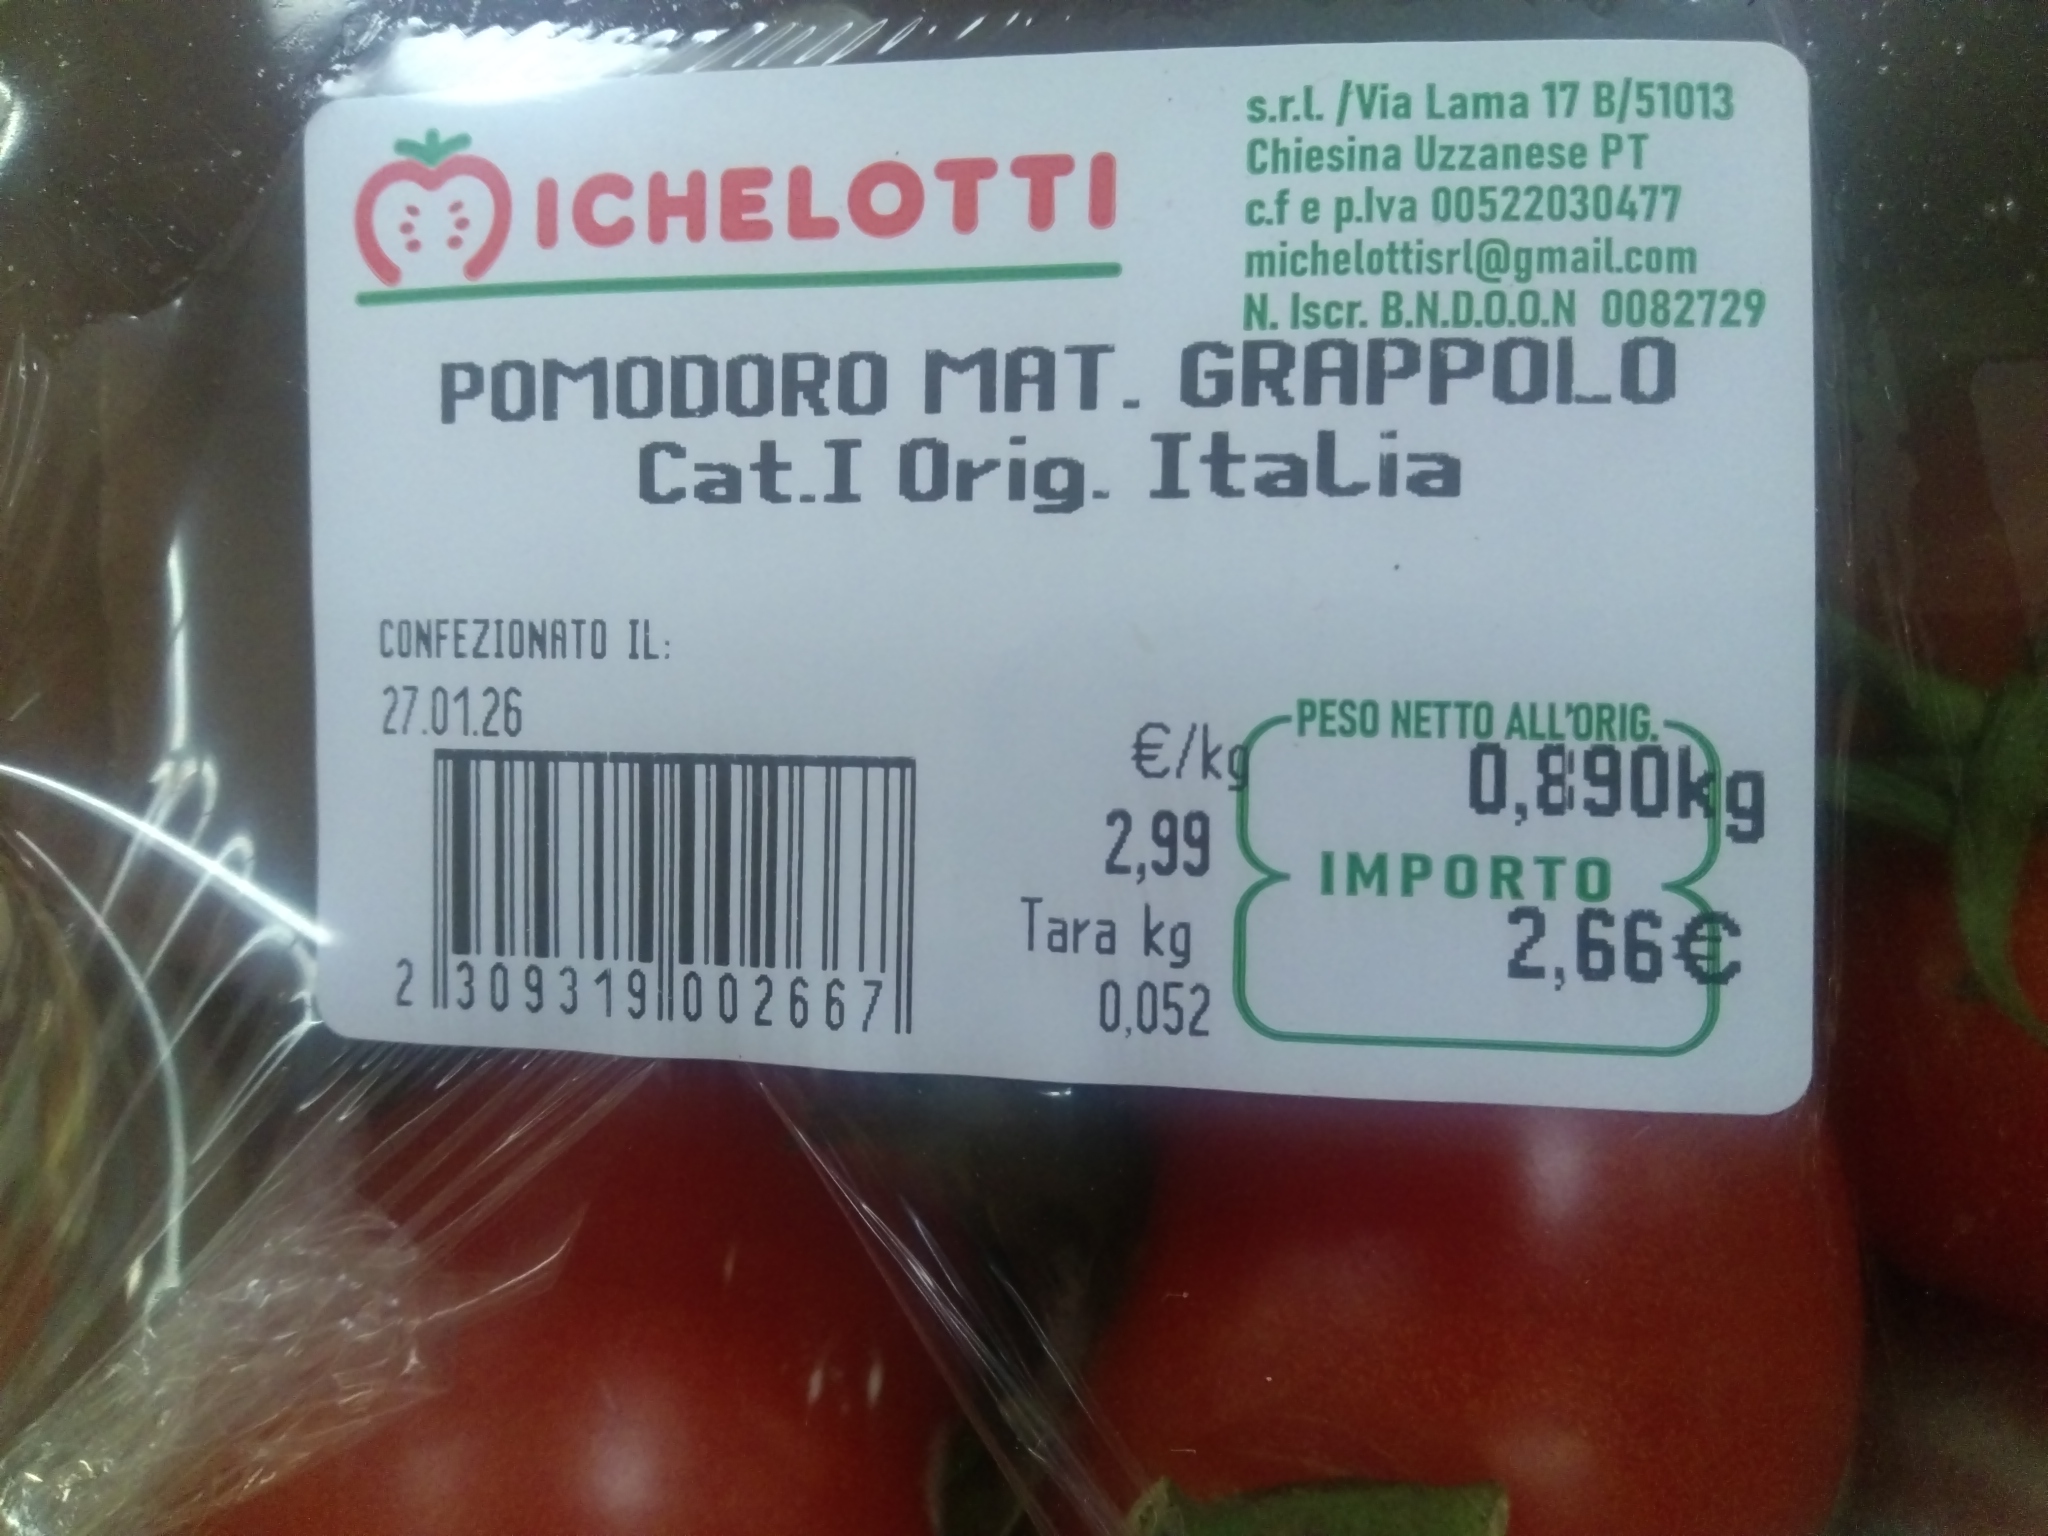 MICHELOTTI
s.r.l. /Via Lama 17 B/51013
Chiesina Uzzanese PT
c.f e p.Iva 00522030477
michelottisrl@gmail.com
N. Iscr. B.N.D.O.O.N 0082729
POMODORO MAT. GRAPPOLO
Cat.I Orig. Italia
CONFEZIONATO IL:
27.01.26
2 309319 002667
€/kg
2,99
Tara kg
0,052
PESO NETTO ALL'ORIG.
0,890kg
IMPORTO
2,66€